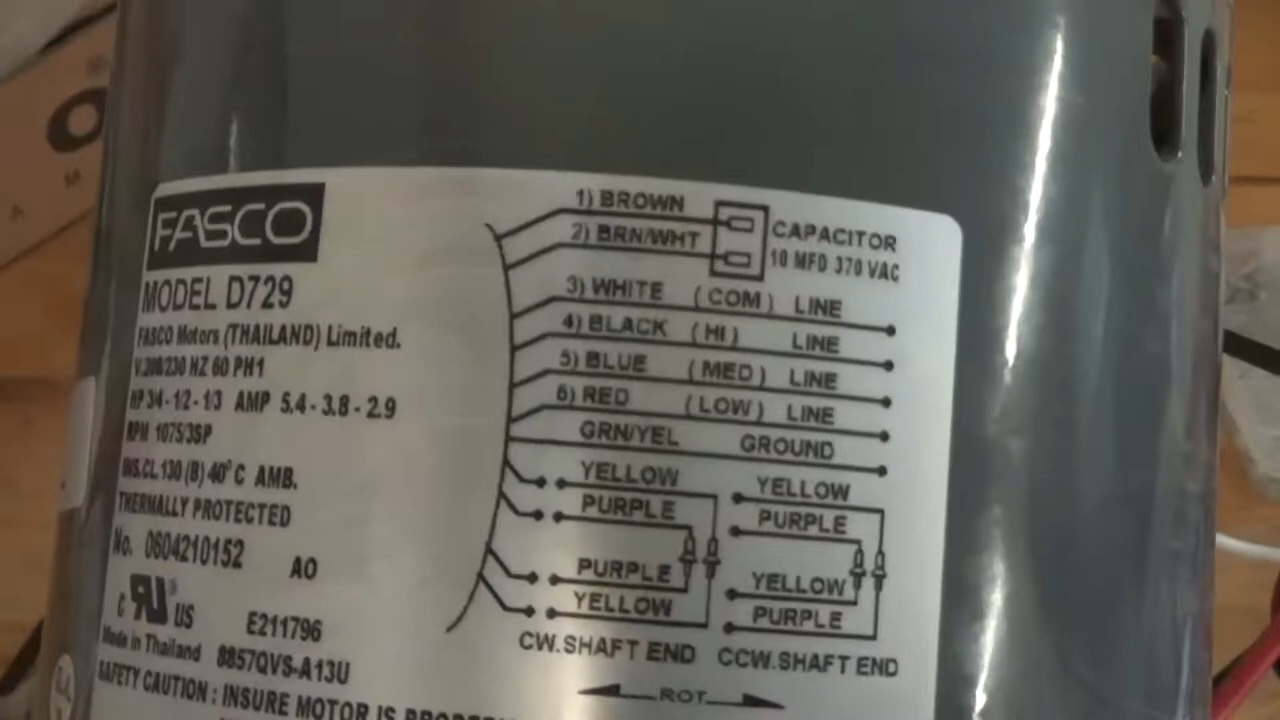 FASCO
MODEL D729
FASCO Motors (THAILAND) Limited.
V.208/230 HZ 60 PH1
HP 3/4-1/2-1/3 AMP 5.4-3.8-2.9
RPM 1075/3SP
INS.CL.130 (B) 40°C AMB.
THERMALLY PROTECTED
No. 0604210152 AO
C RU ® US E211796
Made in Thailand 8857QVS-A13U
SAFETY CAUTION : INSURE MOTOR IS
1) BROWN
2) BRN/WHT
CAPACITOR
10 MFD 370 VAC
3) WHITE (COM) LINE
4) BLACK (HI) LINE
5) BLUE (MED) LINE
6) RED (LOW) LINE
GRN/YEL GROUND
YELLOW
PURPLE
PURPLE
YELLOW
CW.SHAFT END
YELLOW
PURPLE
YELLOW
PURPLE
CCW.SHAFT END
ROT
O
M
A